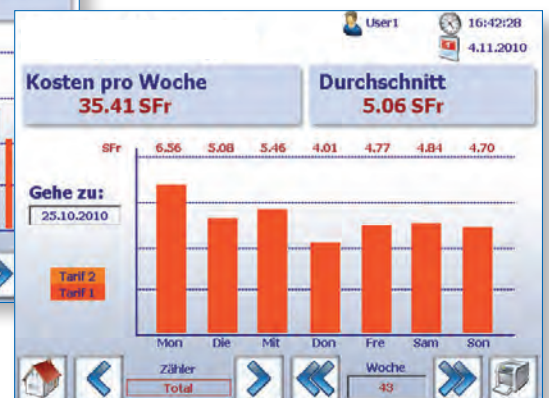 User1
16:42:28
4.11.2010
Kosten pro Woche
35.41 SFr
Durchschnitt
5.06 SFr
SFr 6.56 5.08 5.46 4.01 4.77 4.84 4.70
Gehe zu:
25.10.2010
Tarif 2
Tarif 1
Mon Die Mit Don Fre Sam Son
Zähler
Total
Woche
43